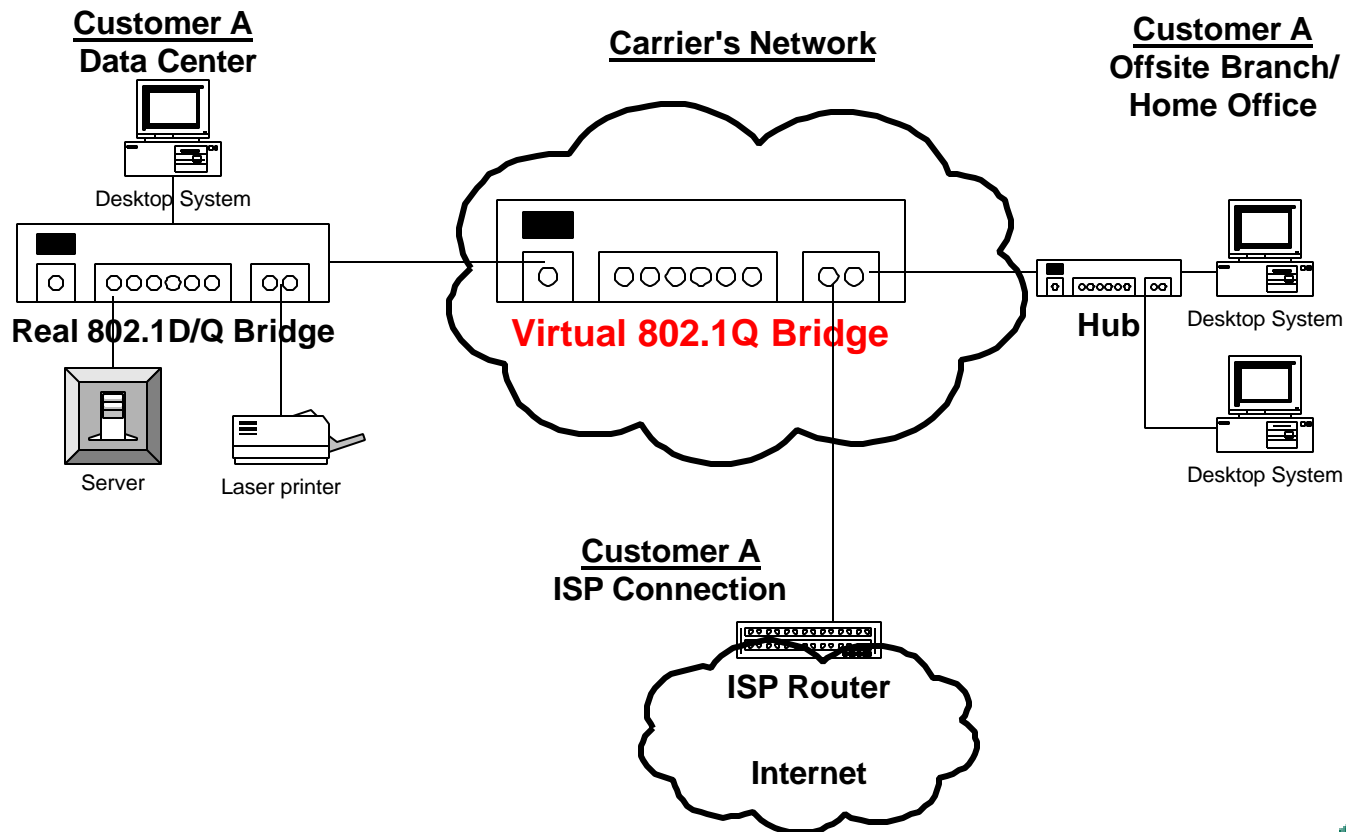 Customer A
Data Center
Carrier's Network
Customer A
Offsite Branch/
Home Office
Desktop System
Real 802.1D/Q Bridge
Virtual 802.1Q Bridge
Hub
Desktop System
Desktop System
Server
Laser printer
Customer A
ISP Connection
ISP Router
Internet